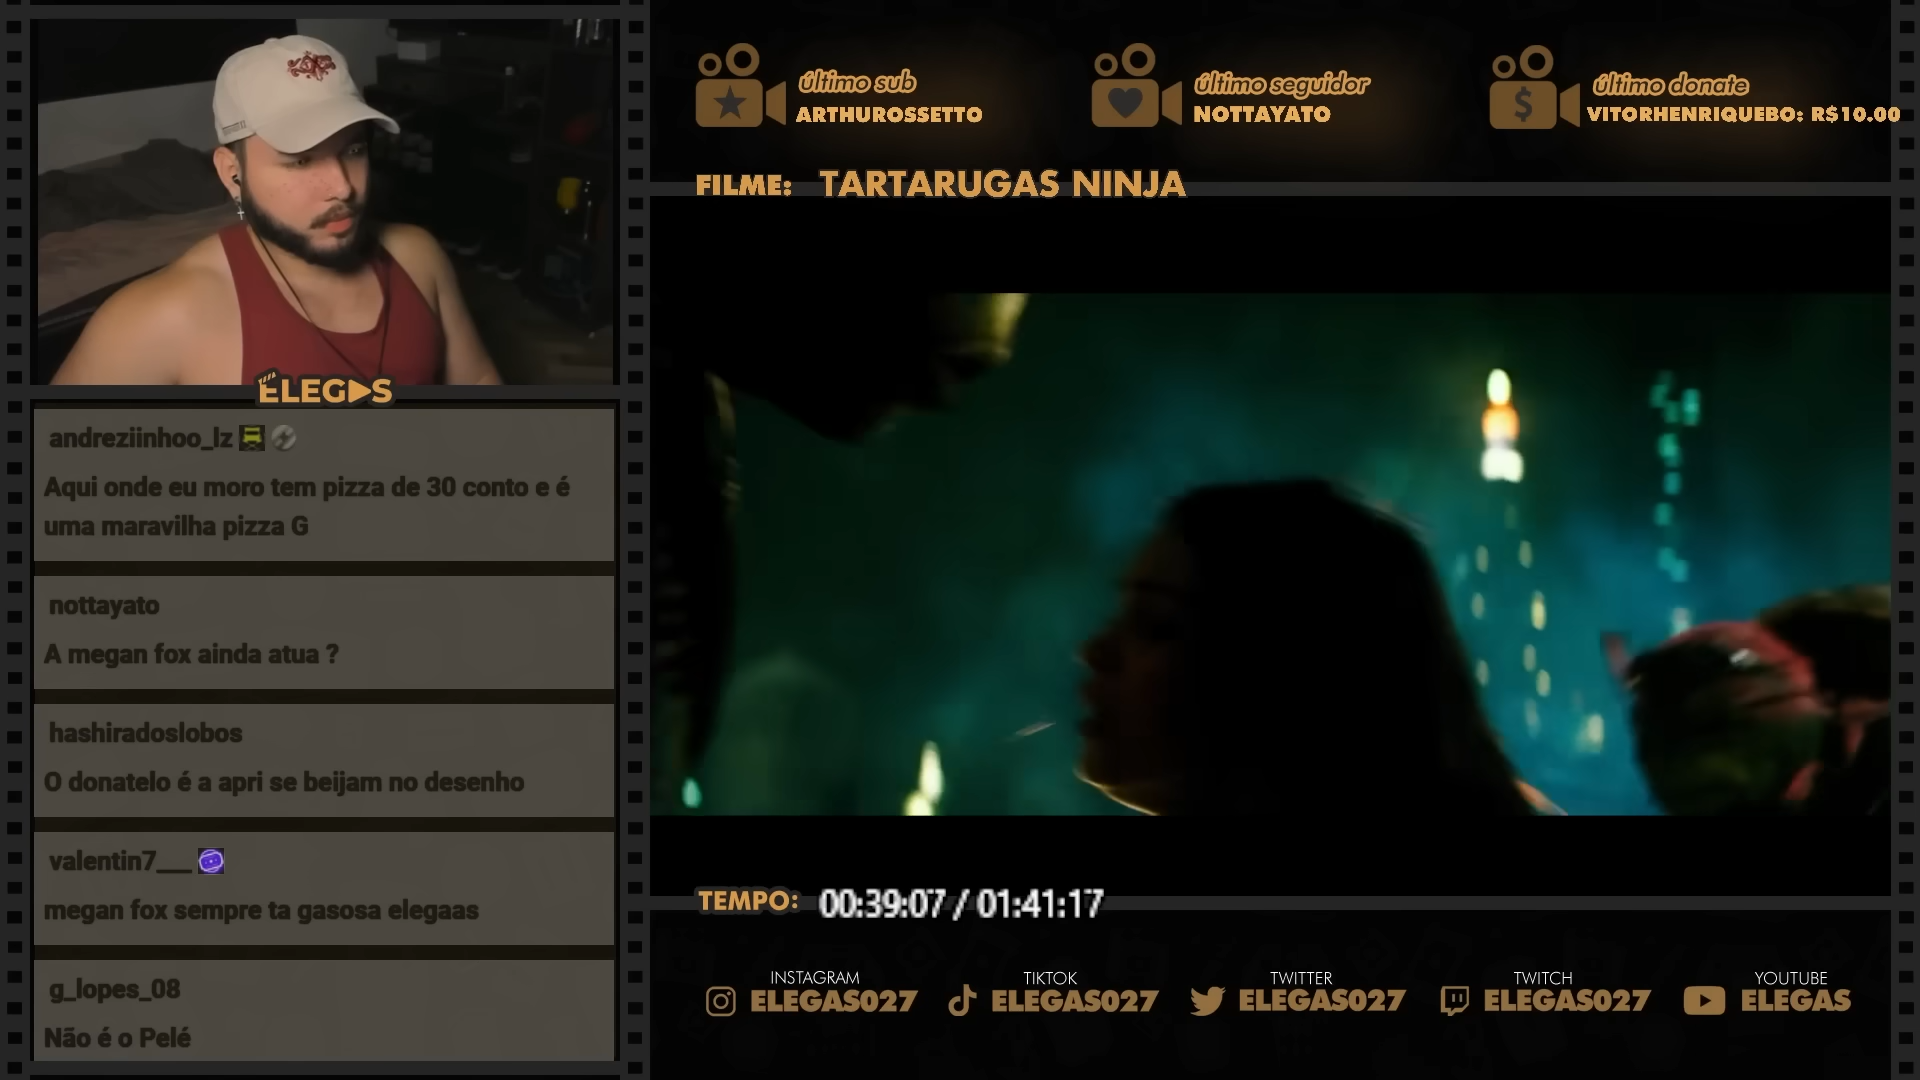 último sub
ARTHUROSSETTO
último seguidor
NOTTAYATO
último donate
VITORHENRIQUEBO: R$10.00
FILME: TARTARUGAS NINJA
ELEGAS
andreziinhoo_lz
Aqui onde eu moro tem pizza de 30 conto e é
uma maravilha pizza G
nottayato
A megan fox ainda atua ?
hashiradoslobos
O donatelo é a apri se beijam no desenho
valentin7___
megan fox sempre ta gasosa elegaas
g_lopes_08
Não é o Pelé
TEMPO: 00:39:07 / 01:41:17
INSTAGRAM
ELEGAS027
TIKTOK
ELEGAS027
TWITTER
ELEGAS027
TWITCH
ELEGAS027
YOUTUBE
ELEGAS